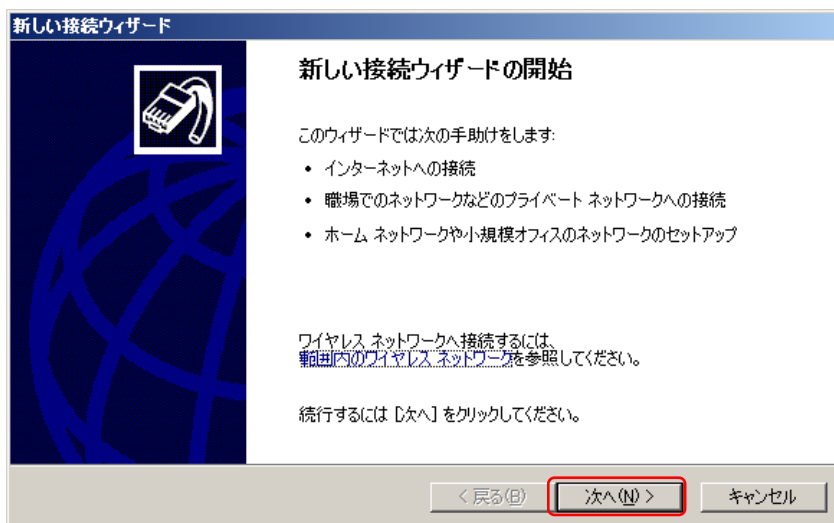 新しい接続ウィザード
新しい接続ウィザードの開始
このウィザードでは次の手助けをします:
• インターネットへの接続
• 職場でのネットワークなどのプライベート ネットワークへの接続
• ホーム ネットワークや小規模オフィスのネットワークのセットアップ
ワイヤレス ネットワークへ接続するには、
範囲内のワイヤレス ネットワークを参照してください。
続行するには [次へ] をクリックしてください。
< 戻る(B)
次へ(N) >
キャンセル